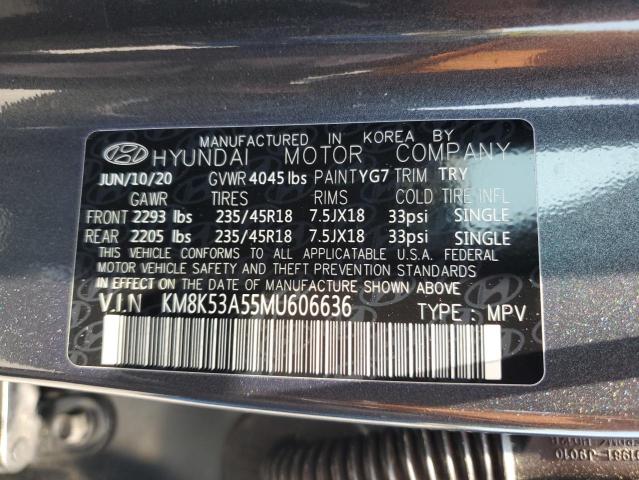 MANUFACTURED IN KOREA BY
HYUNDAI MOTOR COMPANY
JUN/10/20 GVWR 4045 lbs PAINT YG7 TRIM TRY
GAWR TIRES RIMS COLD TIRE INFL
FRONT 2293 lbs 235/45R18 7.5JX18 33psi SINGLE
REAR 2205 lbs 235/45R18 7.5JX18 33psi SINGLE
THIS VEHICLE CONFORMS TO ALL APPLICABLE U.S.A. FEDERAL
MOTOR VEHICLE SAFETY AND THEFT PREVENTION STANDARDS IN EFFECT
ON THE DATE OF MANUFACTURE SHOWN ABOVE
V.I.N KM8K53A55MU606636 TYPE : MPV